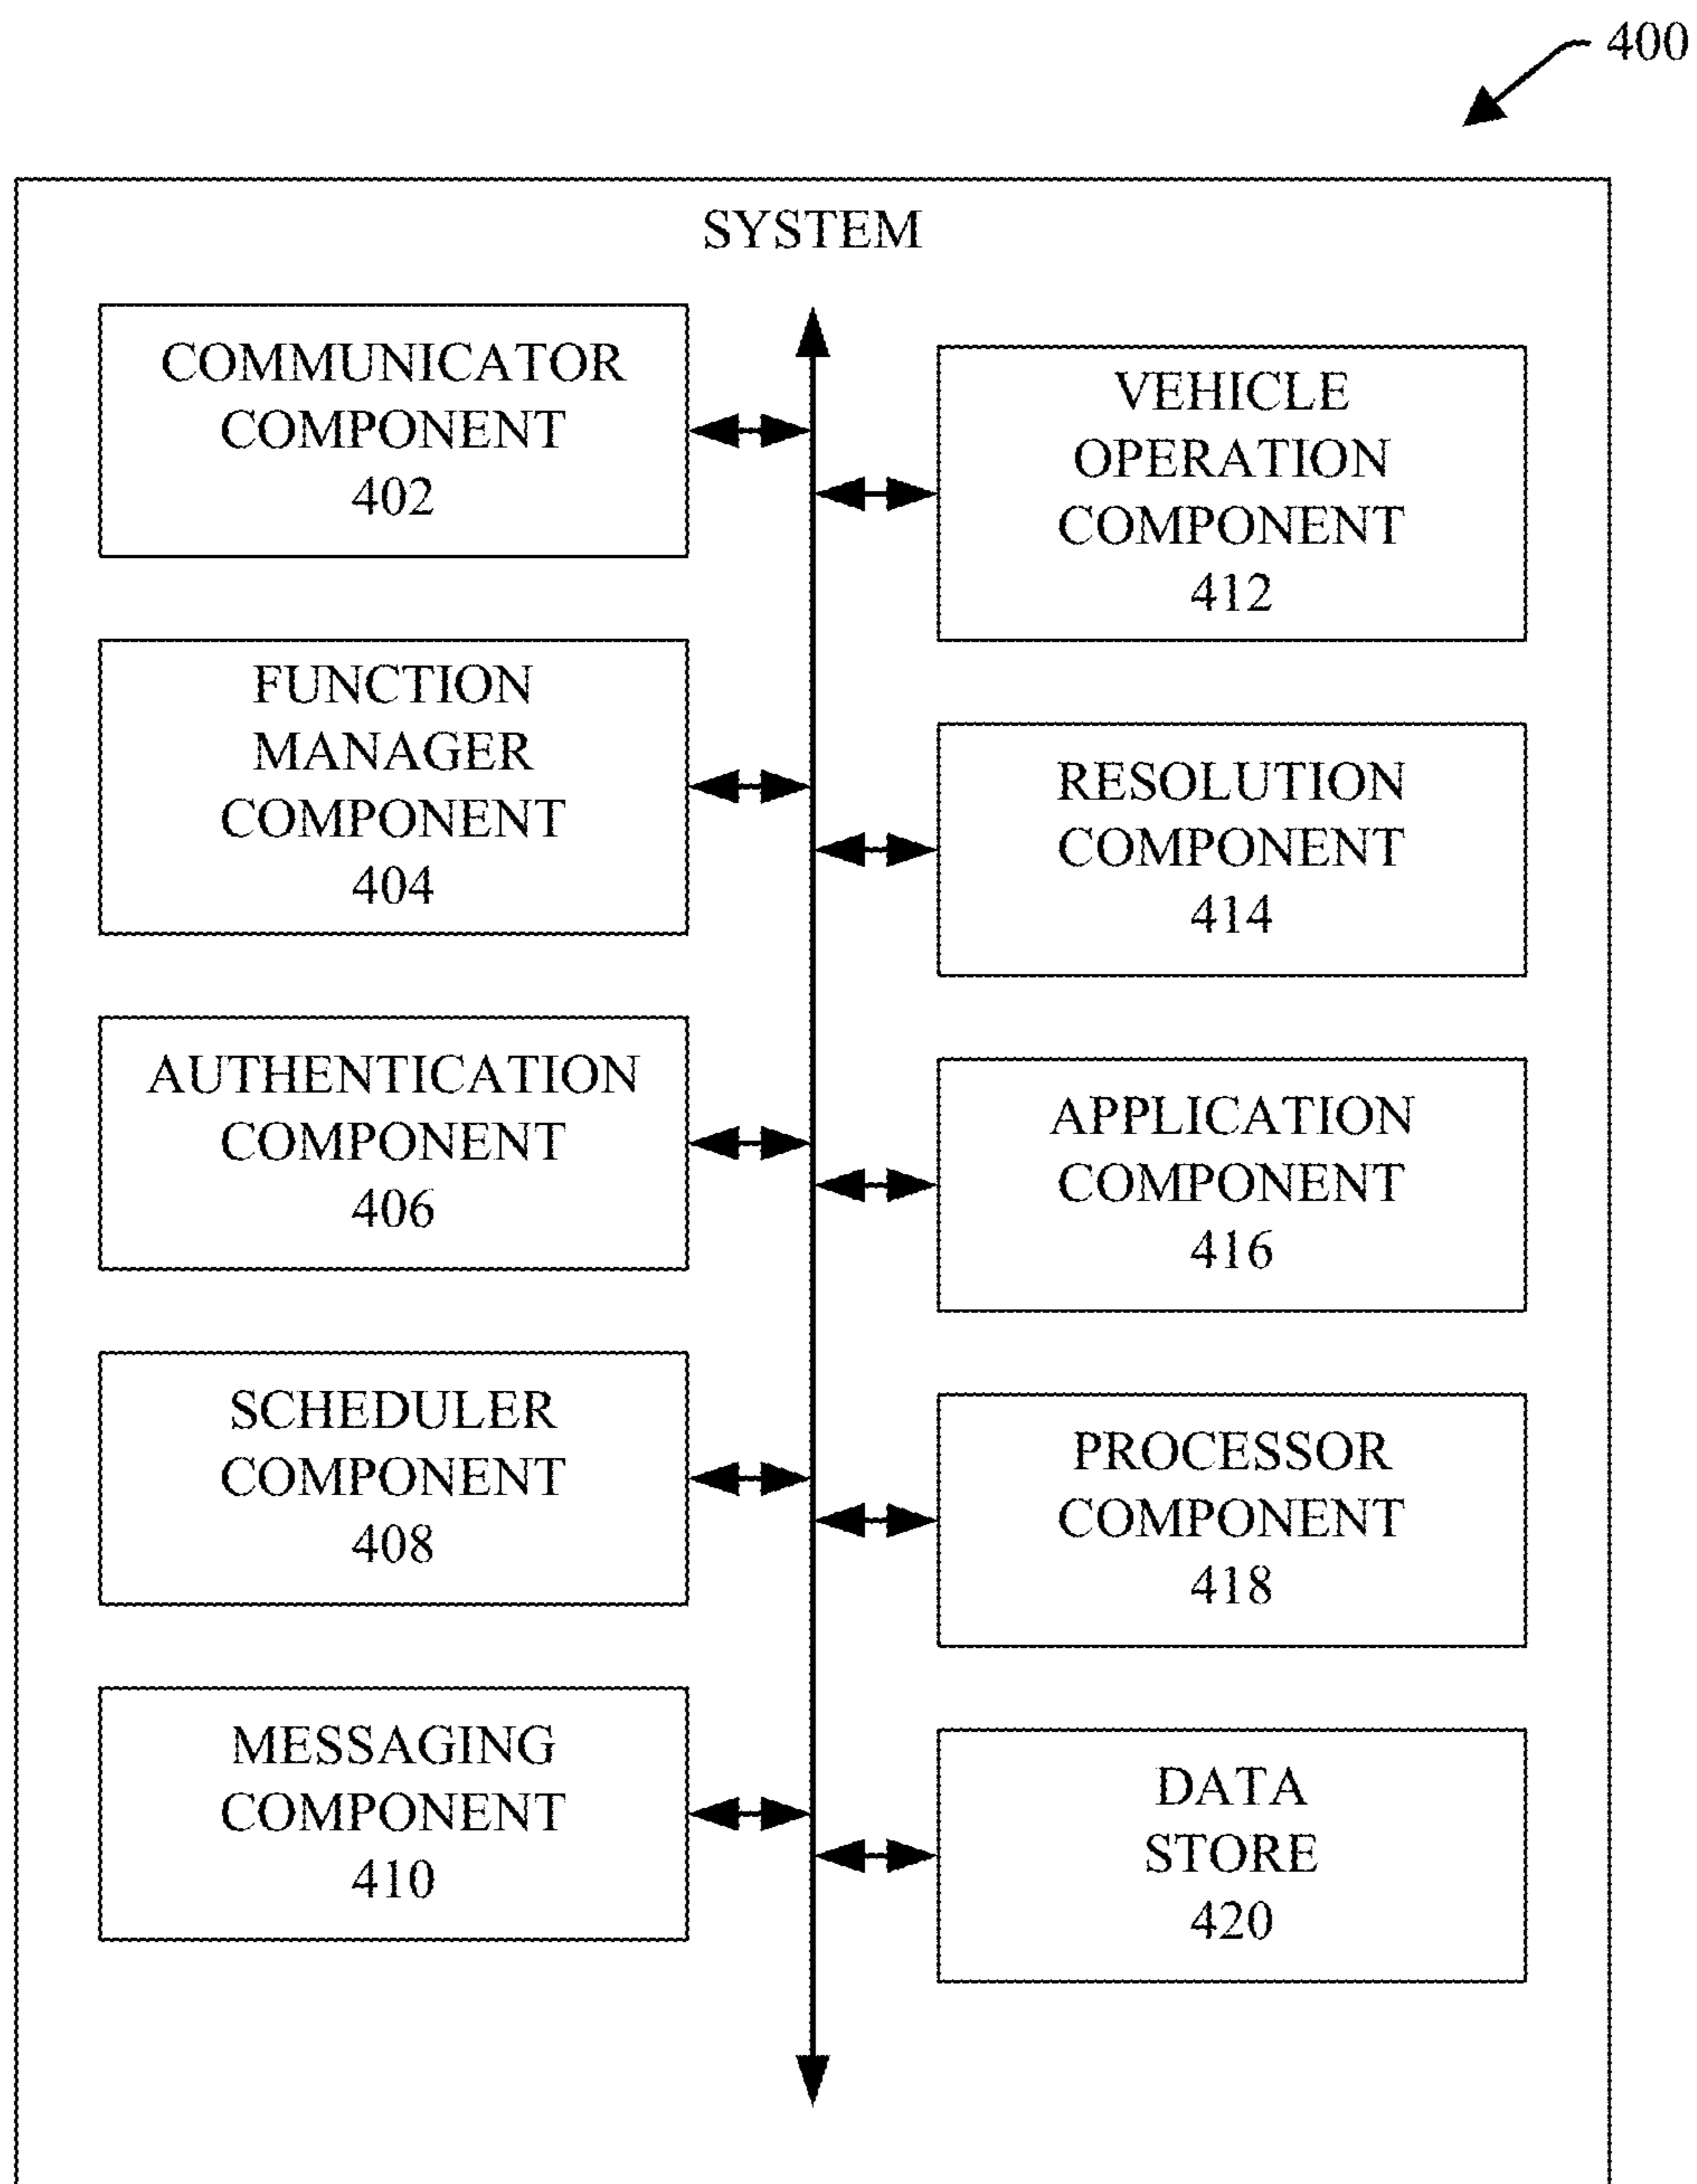 400
SYSTEM
COMMUNICATOR
COMPONENT
402
FUNCTION
MANAGER
COMPONENT
404
AUTHENTICATION
COMPONENT
406
SCHEDULER
COMPONENT
408
MESSAGING
COMPONENT
410
VEHICLE
OPERATION
COMPONENT
412
RESOLUTION
COMPONENT
414
APPLICATION
COMPONENT
416
PROCESSOR
COMPONENT
418
DATA
STORE
420